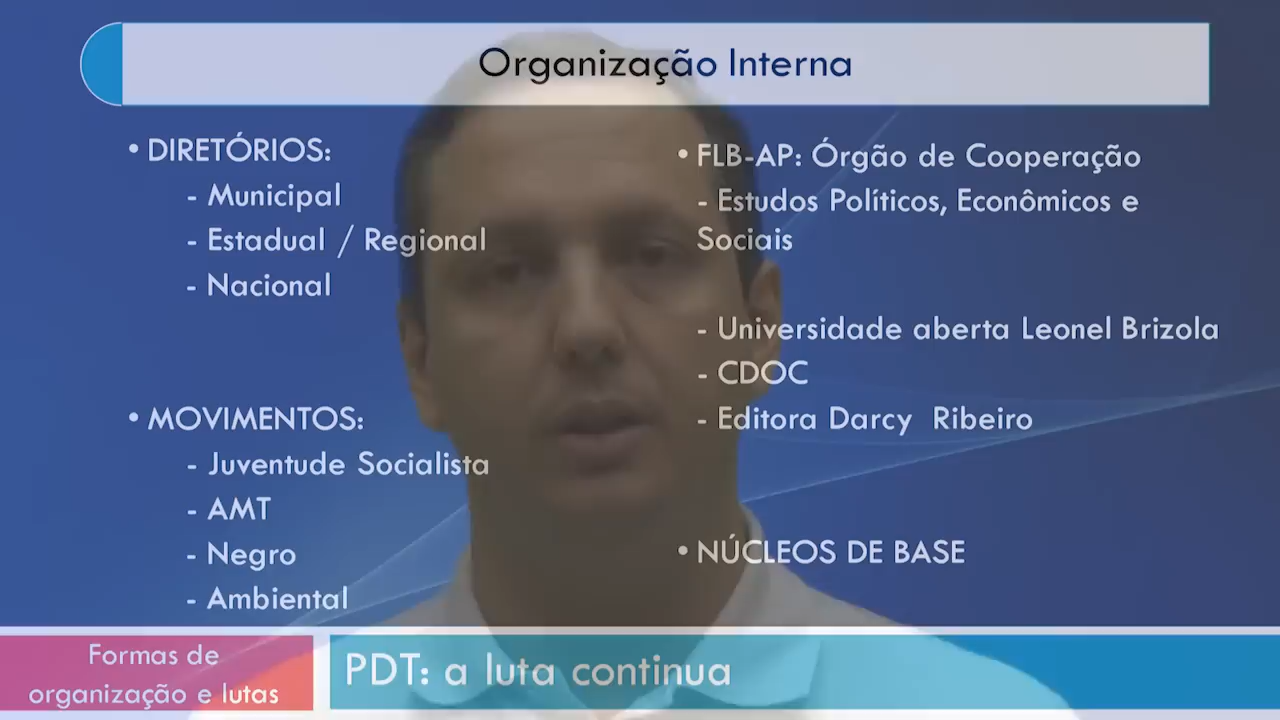 Organização Interna
• DIRETÓRIOS:
- Municipal
- Estadual / Regional
- Nacional
• MOVIMENTOS:
- Juventude Socialista
- AMT
- Negro
- Ambiental
• FLB-AP: Órgão de Cooperação
- Estudos Políticos, Econômicos e
Sociais
- Universidade aberta Leonel Brizola
- CDOC
- Editora Darcy Ribeiro
• NÚCLEOS DE BASE
Formas de
organização e lutas
PDT: a luta continua